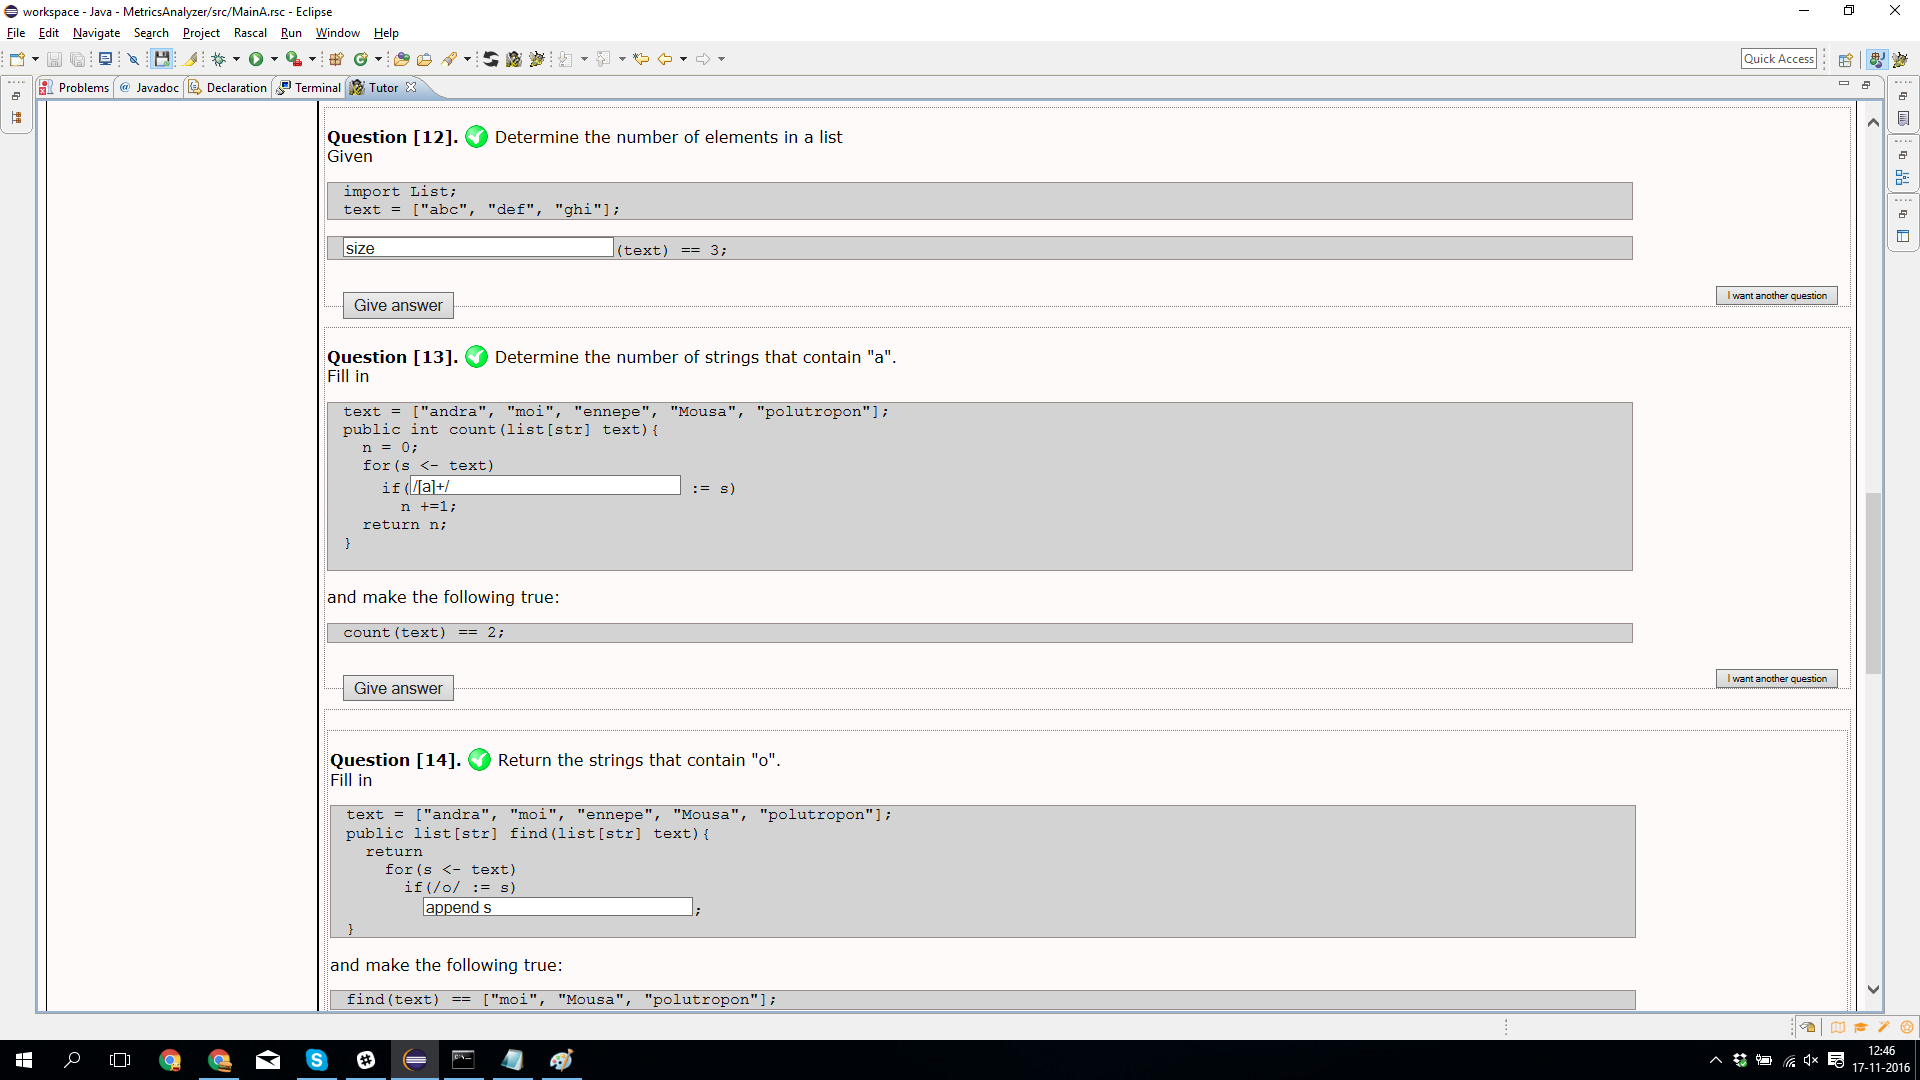 workspace - Java - MetricsAnalyzer/src/MainA.rsc - Eclipse
File Edit Navigate Search Project Rascal Run Window Help
Quick Access
Problems @ Javadoc Declaration Terminal Tutor
Question [12]. Determine the number of elements in a list
Given
import List;
text = ["abc", "def", "ghi"];
size (text) == 3;
Give answer
I want another question
Question [13]. Determine the number of strings that contain "a".
Fill in
text = ["andra", "moi", "ennepe", "Mousa", "polutropon"];
public int count(list[str] text){
n = 0;
for(s <- text)
if(/[a]+/ := s)
n +=1;
return n;
}
and make the following true:
count(text) == 2;
Give answer
I want another question
Question [14]. Return the strings that contain "o".
Fill in
text = ["andra", "moi", "ennepe", "Mousa", "polutropon"];
public list[str] find(list[str] text){
return
for(s <- text)
if(/o/ := s)
append s ;
}
and make the following true:
find(text) == ["moi", "Mousa", "polutropon"];
12:46
17-11-2016